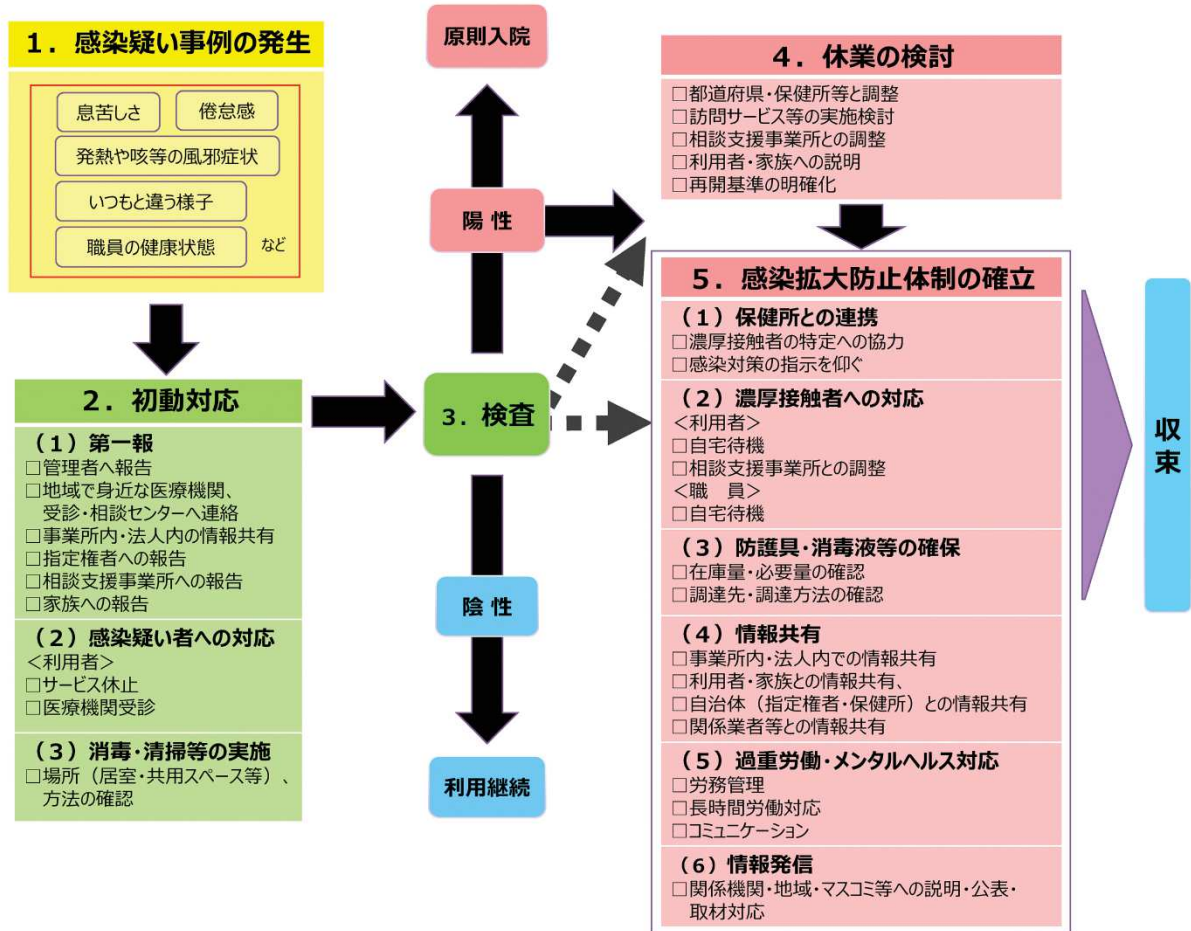 1．感染疑い事例の発生
息苦しさ
倦怠感
発熱や咳等の風邪症状
いつもと違う様子
職員の健康状態
など
2．初動対応
（1）第一報
□管理者へ報告
□地域で身近な医療機関、
受診・相談センターへ連絡
□事業所内・法人内の情報共有
□指定権者への報告
□相談支援事業所への報告
□家族への報告
（2）感染疑い者への対応
＜利用者＞
□サービス休止
□医療機関受診
（3）消毒・清掃等の実施
□場所（居室・共用スペース等）、
方法の確認
原則入院
陽 性
3．検査
陰 性
利用継続
4．休業の検討
□都道府県・保健所等と調整
□訪問サービス等の実施検討
□相談支援事業所との調整
□利用者・家族への説明
□再開基準の明確化
5．感染拡大防止体制の確立
（1）保健所との連携
□濃厚接触者の特定への協力
□感染対策の指示を仰ぐ
（2）濃厚接触者への対応
＜利用者＞
□自宅待機
□相談支援事業所との調整
＜職　員＞
□自宅待機
（3）防護具・消毒液等の確保
□在庫量・必要量の確認
□調達先・調達方法の確認
（4）情報共有
□事業所内・法人内での情報共有
□利用者・家族との情報共有、
□自治体（指定権者・保健所）との情報共有
□関係業者等との情報共有
（5）過重労働・メンタルヘルス対応
□労務管理
□長時間労働対応
□コミュニケーション
（6）情報発信
□関係機関・地域・マスコミ等への説明・公表・
取材対応
収束